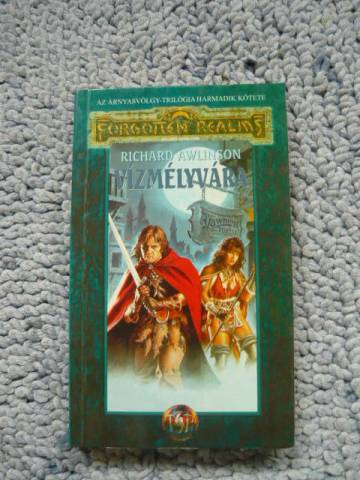 AZ ÁRNYASVÖLGY-TRILÓGIA HARMADIK KÖTETE
FORGOTTEN REALMS
RICHARD AWLINSON
VÍZMÉLYVÁRA